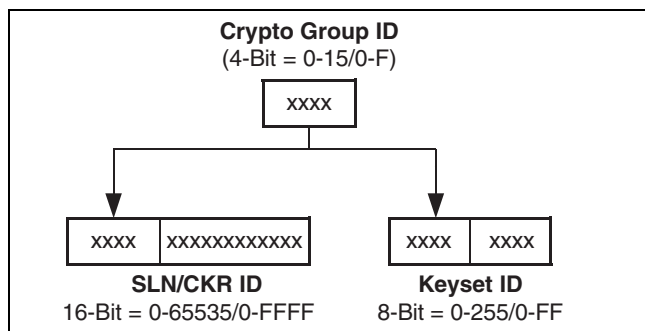 Crypto Group ID
(4-Bit = 0-15/0-F)
xxxx
xxxx xxxxxxxxxxxx
xxxx xxxx
SLN/CKR ID
16-Bit = 0-65535/0-FFFF
Keyset ID
8-Bit = 0-255/0-FF